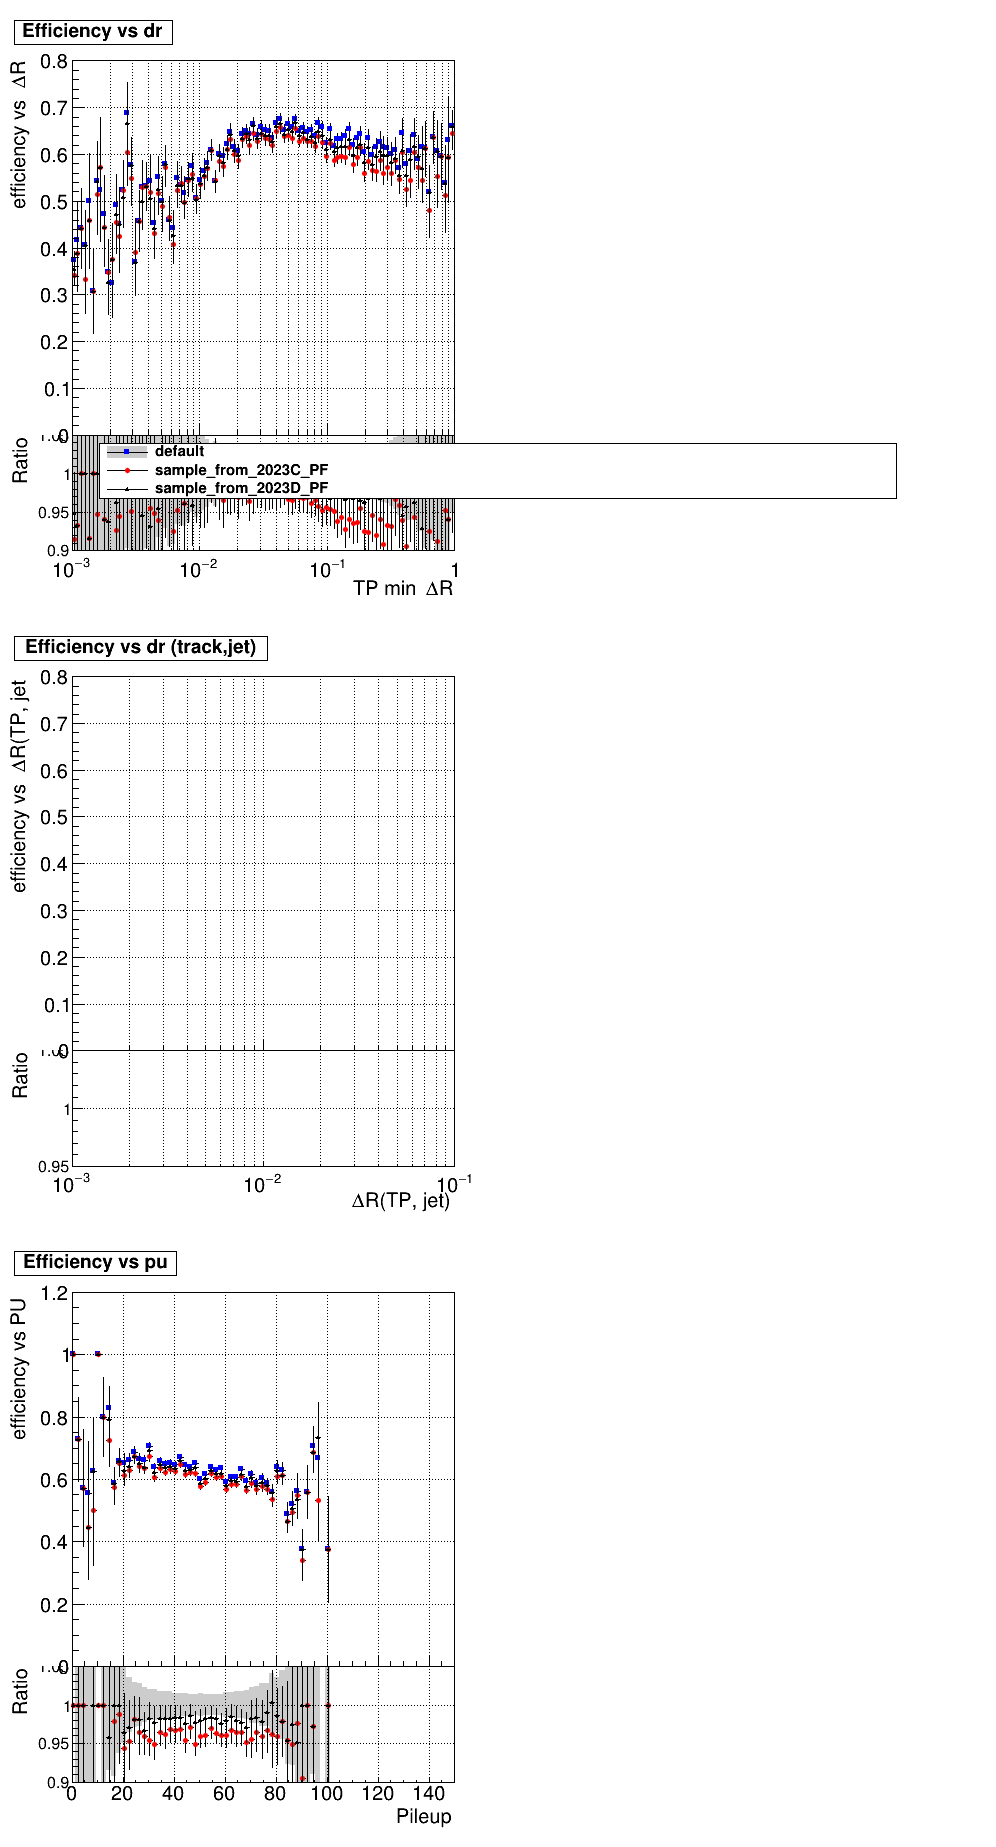 Efficiency vs dr
efficiency vs ΔR
0.8
0.7
0.6
0.5
0.4
0.3
0.2
0.1
0
Ratio
1
0.95
0.9
default
sample_from_2023C_PF
sample_from_2023D_PF
10⁻³ 10⁻² 10⁻¹ 1
TP min ΔR
Efficiency vs dr (track,jet)
efficiency vs ΔR(TP, jet
0.8
0.7
0.6
0.5
0.4
0.3
0.2
0.1
0
Ratio
1
0.95
10⁻³ 10⁻² 10⁻¹
ΔR(TP, jet)
Efficiency vs pu
efficiency vs PU
1.2
1
0.8
0.6
0.4
0.2
0
Ratio
1
0.95
0.9
0 20 40 60 80 100 120 140
Pileup